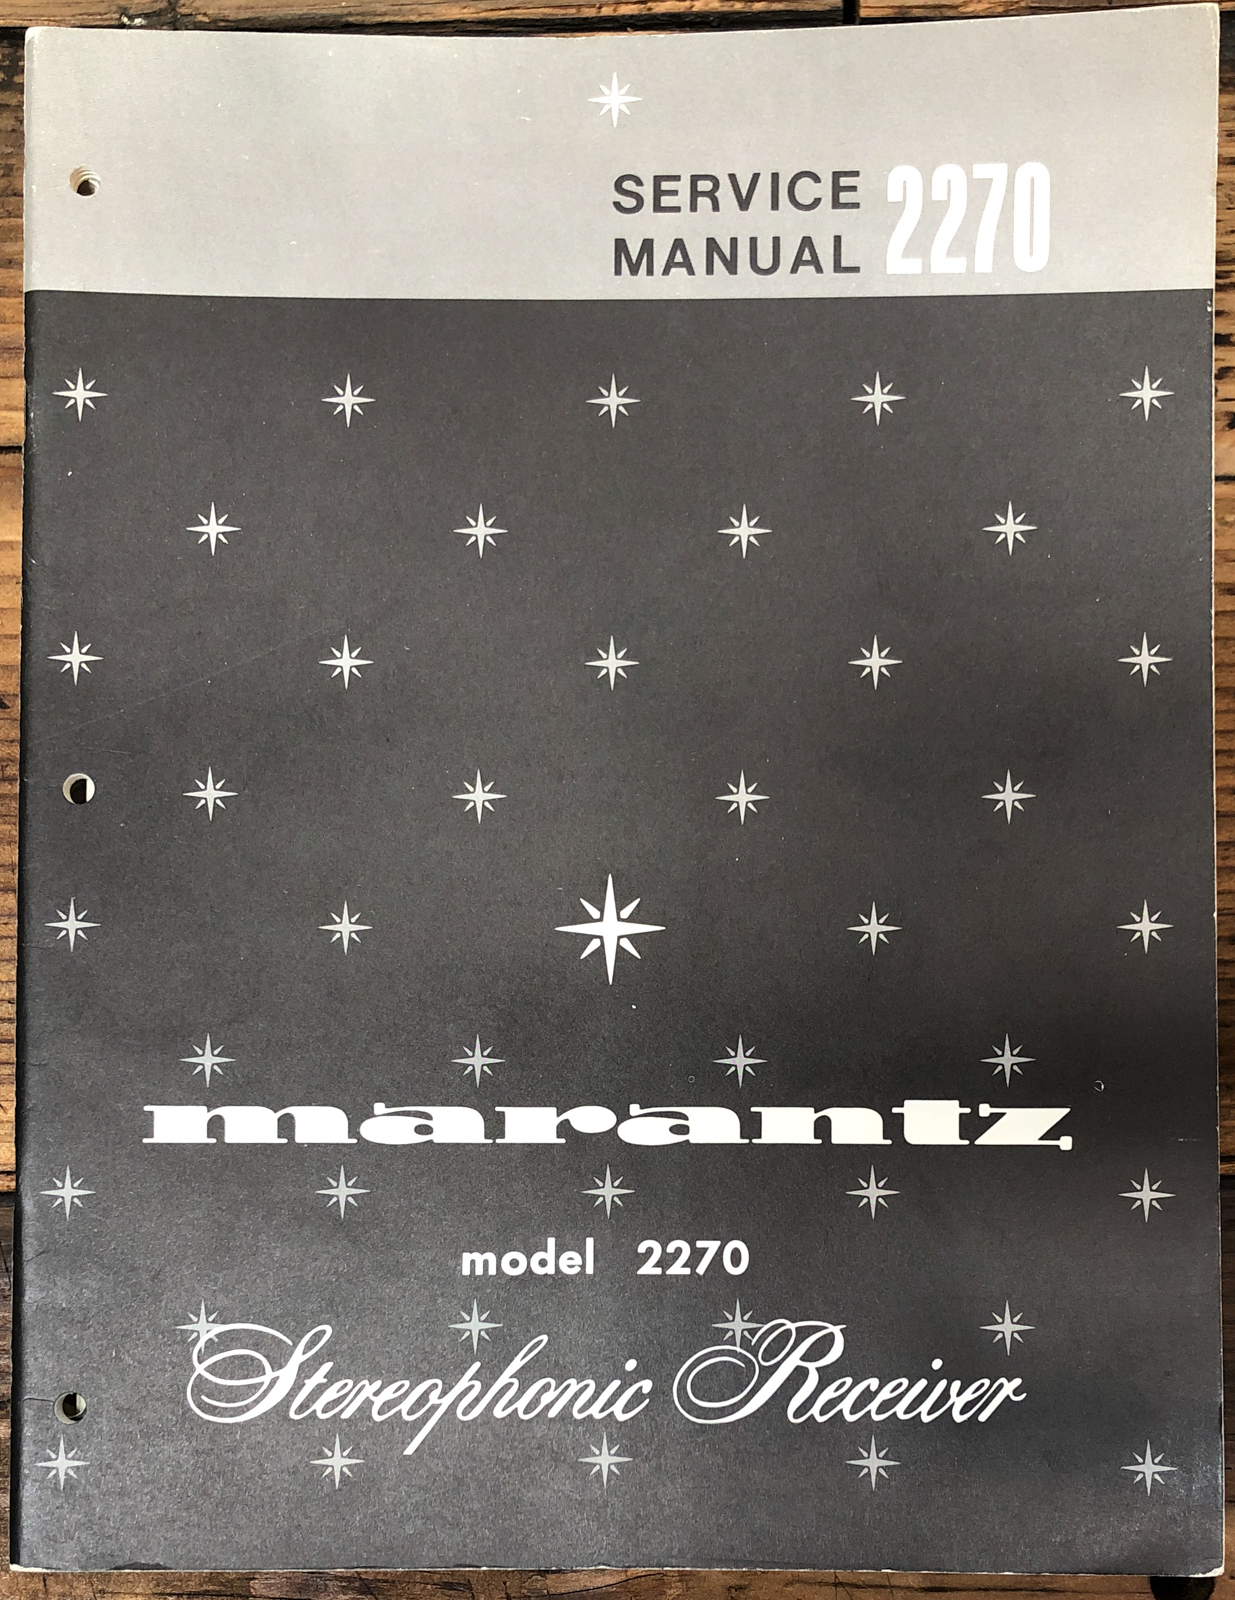 SERVICE
MANUAL 2270
marantz
model 2270
Stereophonic Receiver